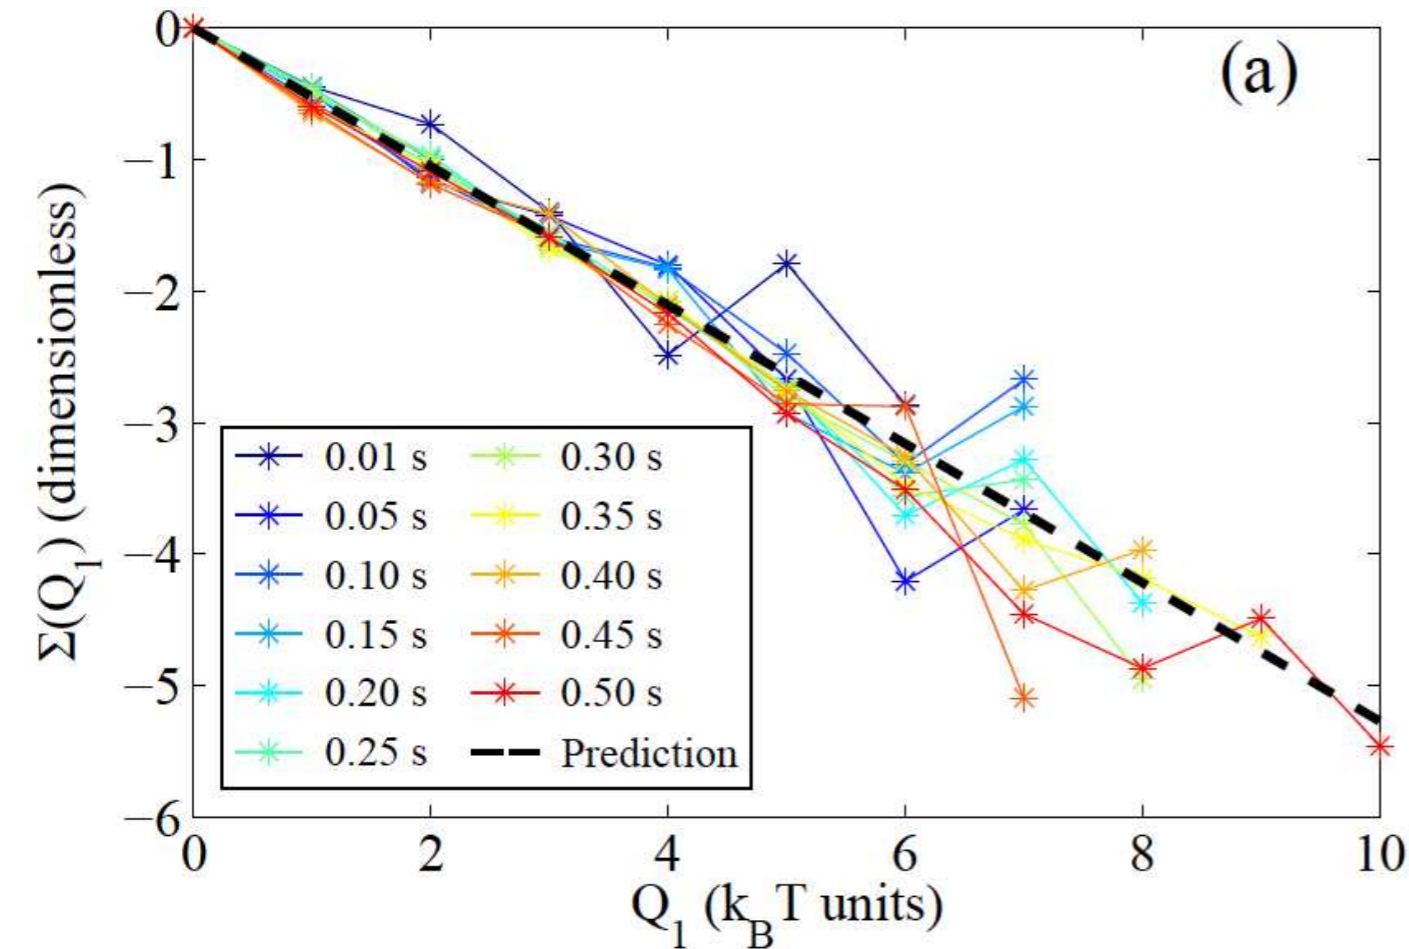 (a)
Σ(Q1) (dimensionless)
0
−1
−2
−3
−4
−5
−6
0.01 s
0.05 s
0.10 s
0.15 s
0.20 s
0.25 s
0.30 s
0.35 s
0.40 s
0.45 s
0.50 s
Prediction
0 2 4 6 8 10
Q1 (kBT units)